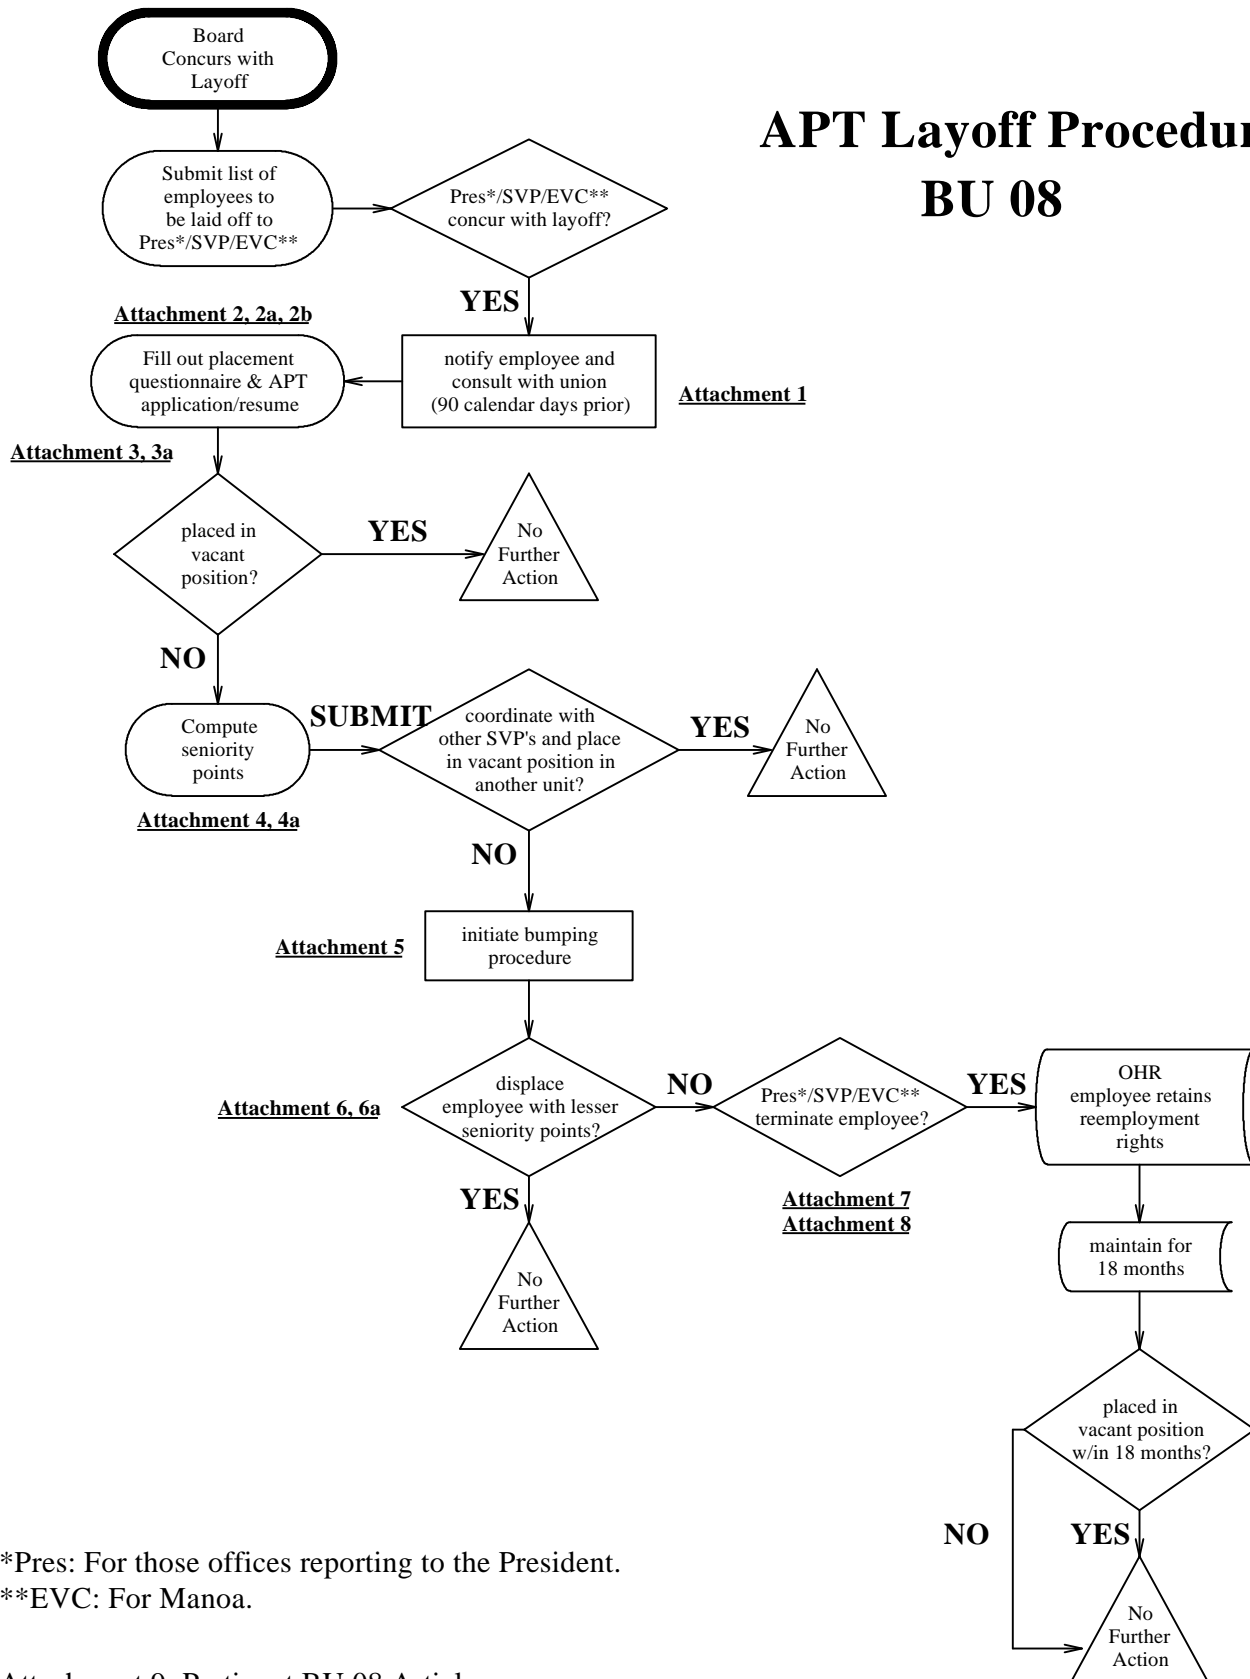 Board
Concurs with
Layoff
APT Layoff Procedur
BU 08
Submit list of
employees to
be laid off to
Pres*/SVP/EVC**
Pres*/SVP/EVC**
concur with layoff?
YES
Attachment 2, 2a, 2b
Fill out placement
questionnaire & APT
application/resume
notify employee and
consult with union
(90 calendar days prior)
Attachment 1
Attachment 3, 3a
placed in
vacant
position?
YES
No
Further
Action
NO
Compute
seniority
points
SUBMIT
coordinate with
other SVP's and place
in vacant position in
another unit?
YES
No
Further
Action
Attachment 4, 4a
NO
Attachment 5
initiate bumping
procedure
Attachment 6, 6a
displace
employee with lesser
seniority points?
NO
Pres*/SVP/EVC**
terminate employee?
YES
OHR
employee retains
reemployment
rights
Attachment 7
Attachment 8
YES
No
Further
Action
maintain for
18 months
placed in
vacant position
w/in 18 months?
NO
YES
No
Further
Action
*Pres: For those offices reporting to the President.
**EVC: For Manoa.